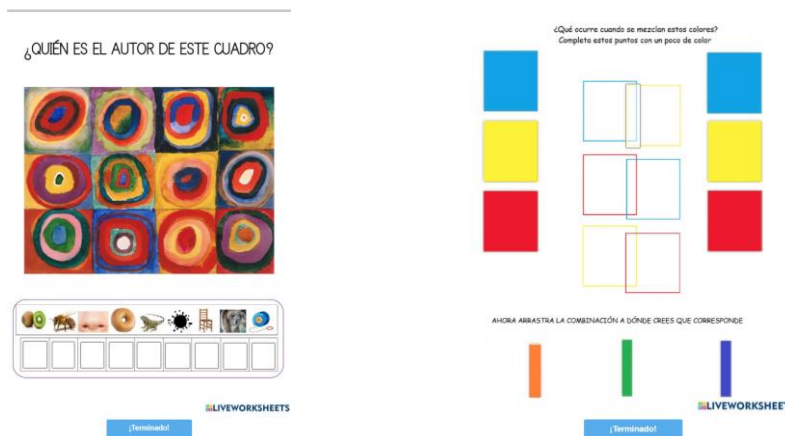 ¿QUIÉN ES EL AUTOR DE ESTE CUADRO?
LIVEWORKSHEETS
¡Terminado!
¿Qué ocurre cuando se mezclan estos colores?
Completa estos puntos con un poco de color
AHORA ARRASTRA LA COMBINACIÓN A DÓNDE CREES QUE CORRESPONDE
LIVEWORKSHEET
¡Terminado!